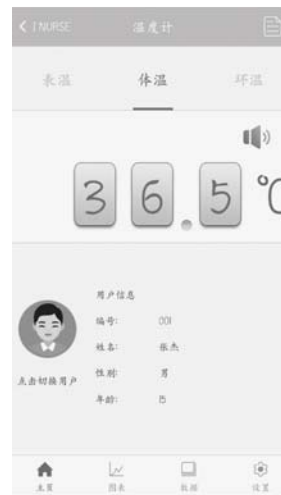 < I NURSE 温度计
表温 体温 环温
36.5℃
用户信息
编号: 001
姓名: 张杰
性别: 男
年龄: 15
点击切换用户
主页 图表 数据 设置